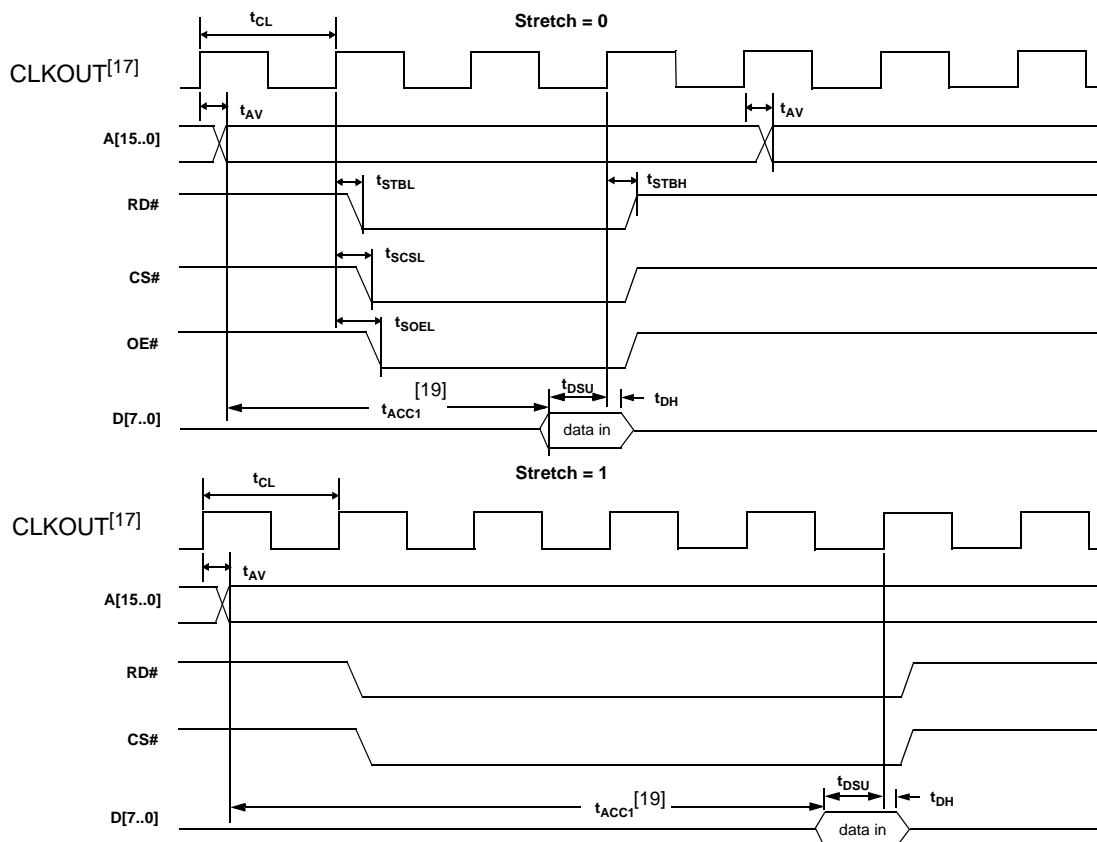 Stretch = 0
tCL
CLKOUT[17]
tAV
tAV
A[15..0]
tSTBL
tSTBH
RD#
tSCSL
CS#
tSOEL
OE#
[19]
tDSU
tACC1
tDH
D[7..0]
data in
Stretch = 1
tCL
CLKOUT[17]
tAV
A[15..0]
RD#
CS#
tDSU
tACC1[19]
tDH
D[7..0]
data in